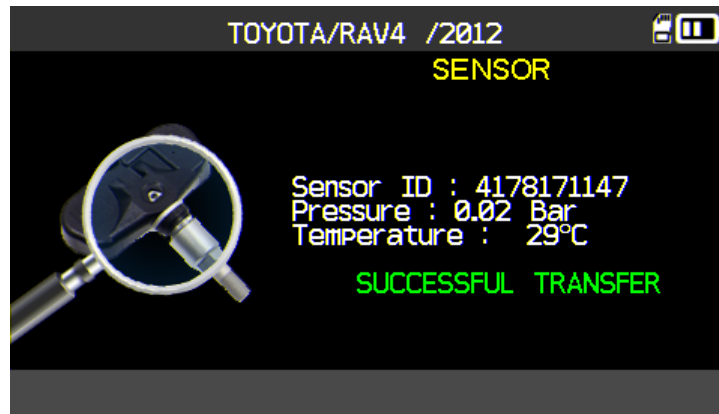 TOYOTA/RAV4 /2012
SENSOR
Sensor ID : 4178171147
Pressure : 0.02 Bar
Temperature : 29°C
SUCCESSFUL TRANSFER